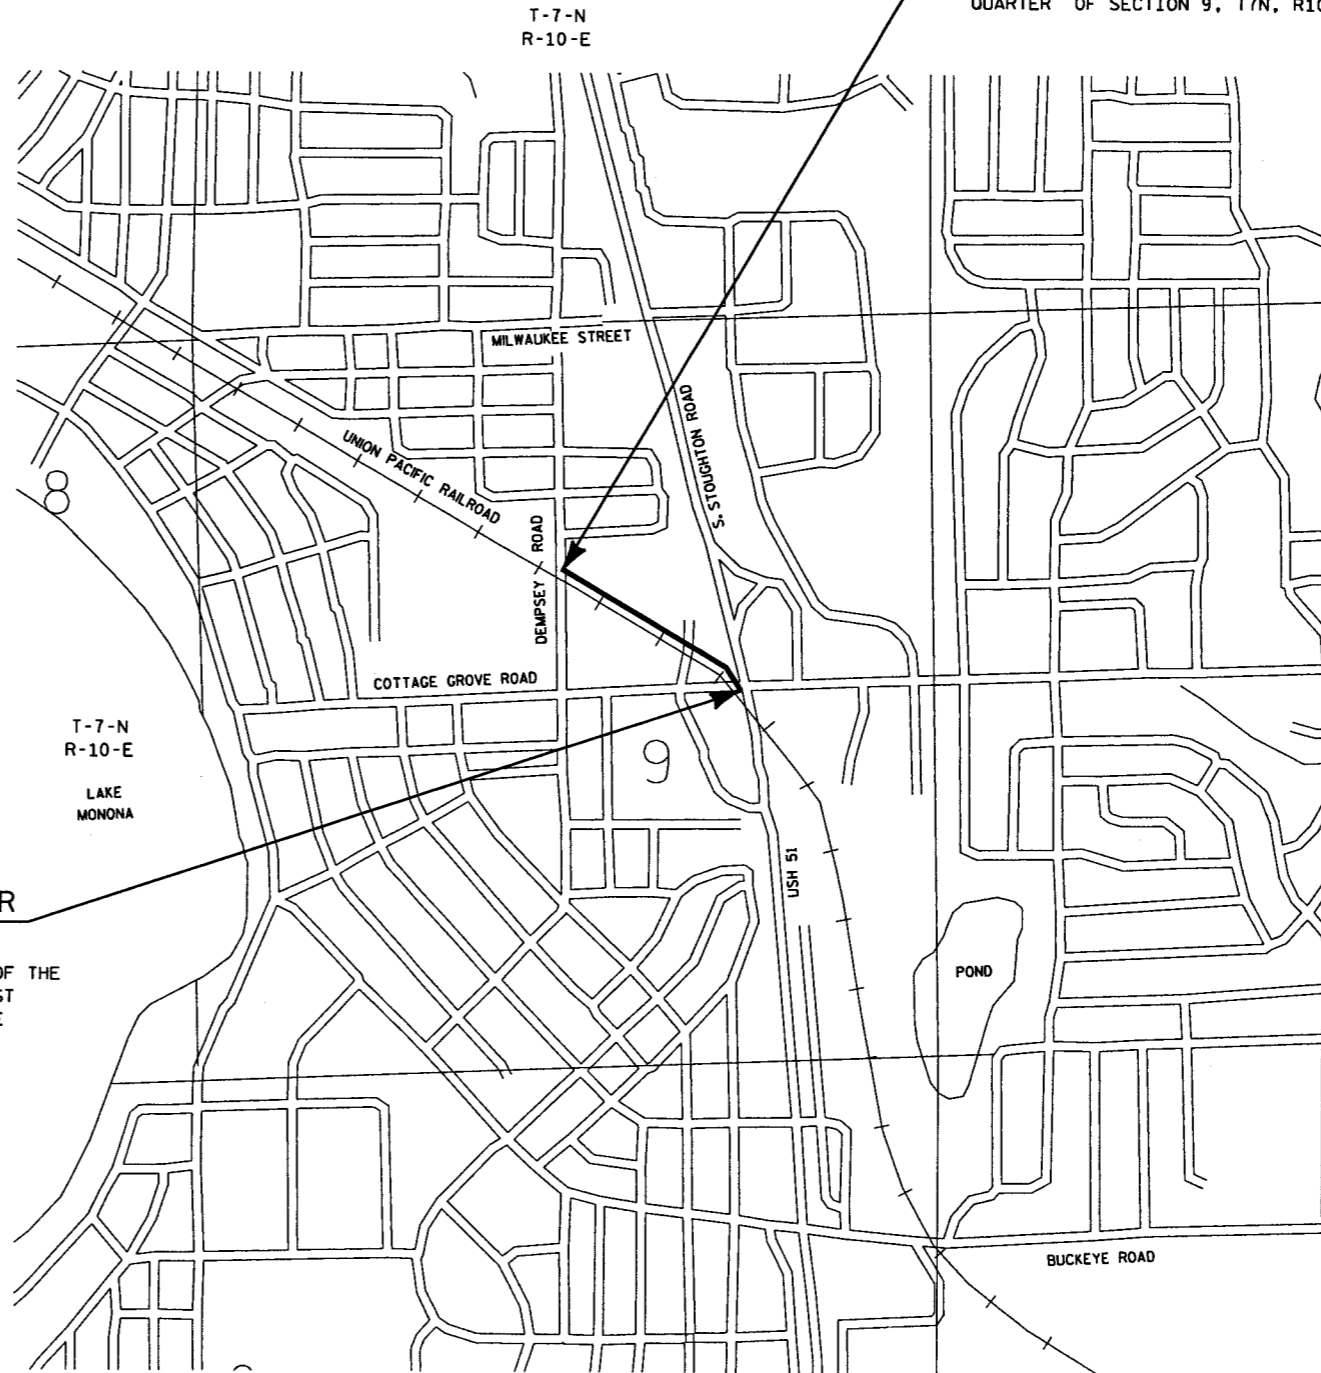 T-7-N
R-10-E
QUARTER OF SECTION 9, T7N, R10
MILWAUKEE STREET
S. STOUGHTON ROAD
UNION PACIFIC RAILROAD
8
DEMPSEY ROAD
COTTAGE GROVE ROAD
T-7-N
R-10-E
9
LAKE
MONONA
USH 51
R
OF THE
ST
E
POND
BUCKEYE ROAD